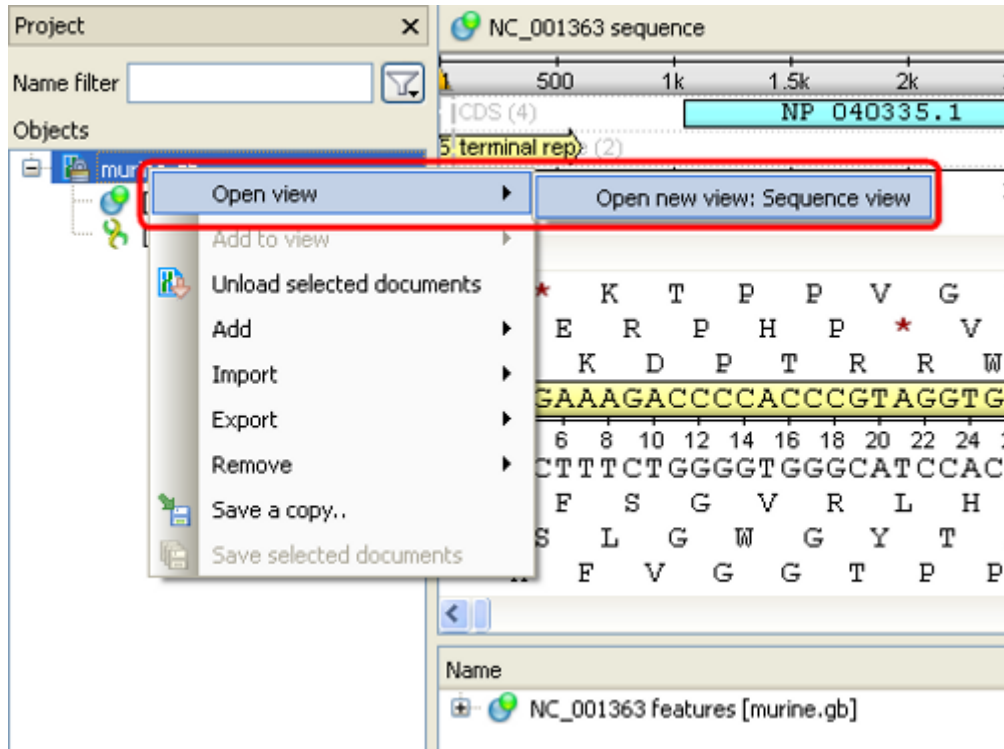 Project
Name filter
Objects
Open view
Add to view
Unload selected documents
Add
Import
Export
Remove
Save a copy..
Save selected documents
Open new view: Sequence view
NC_001363 sequence
500 1k 1.5k 2k
CDS (4) NP 040335.1
5 terminal rep (2)
* K T P P V G
E R P H P * V
K D P T R R W
GAAAGACCCCACCCGTAGGTG
6 8 10 12 14 16 18 20 22 24
CTTTCTGGGGTGGGCATCCAC
F S G V R L H
S L G W G Y T
F V G G T P P
Name
NC_001363 features [murine.gb]